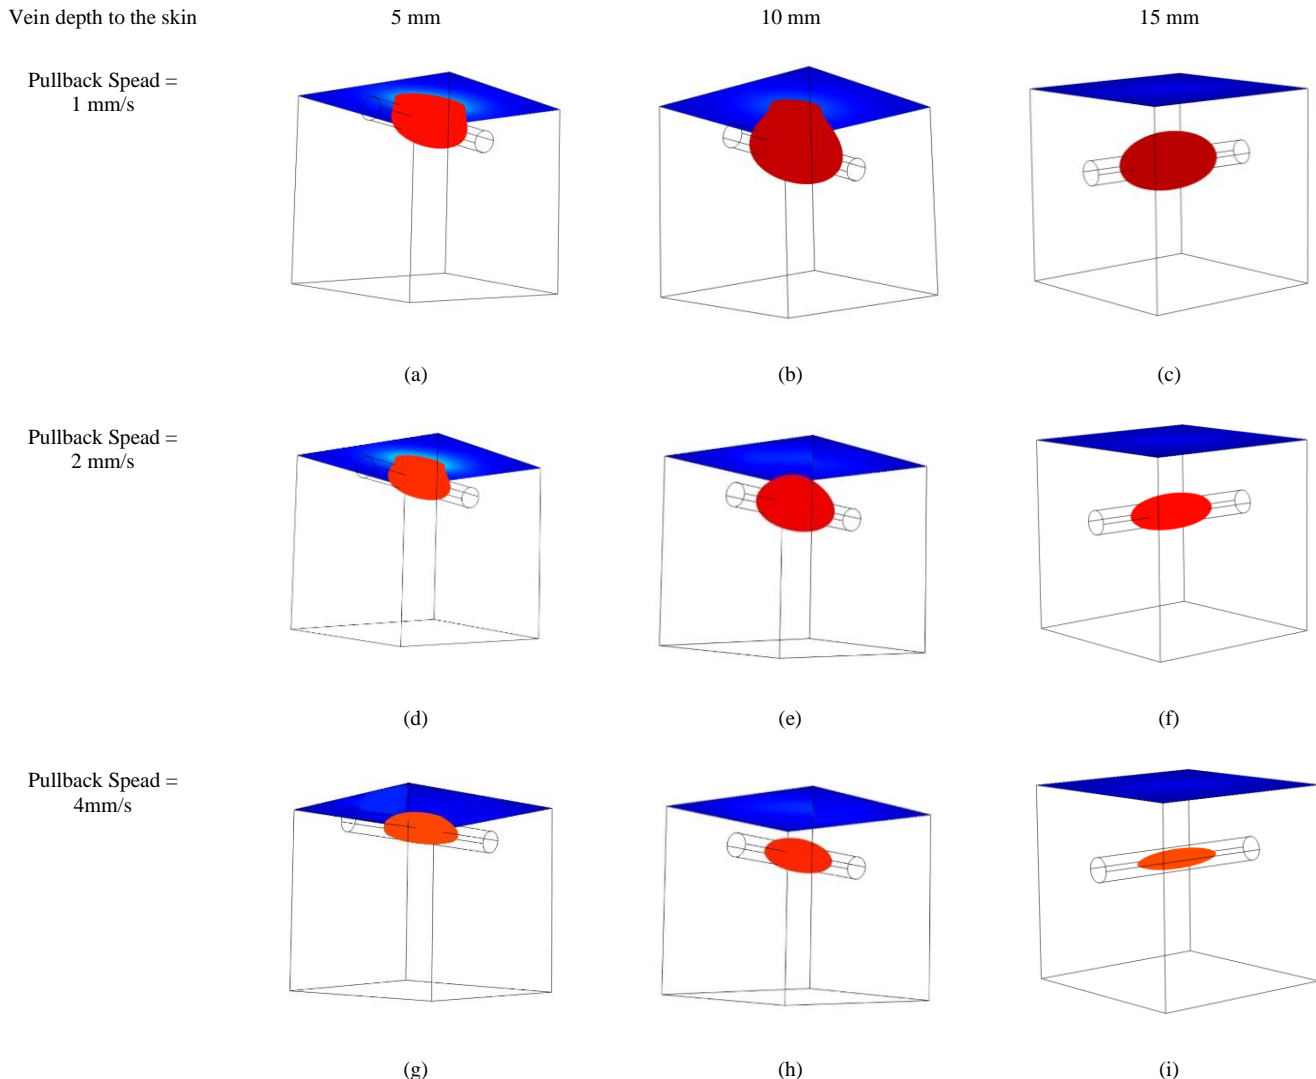 Vein depth to the skin 5 mm 10 mm 15 mm
Pullback Spead =
1 mm/s
(a) (b) (c)
Pullback Spead =
2 mm/s
(d) (e) (f)
Pullback Spead =
4mm/s
(g) (h) (i)